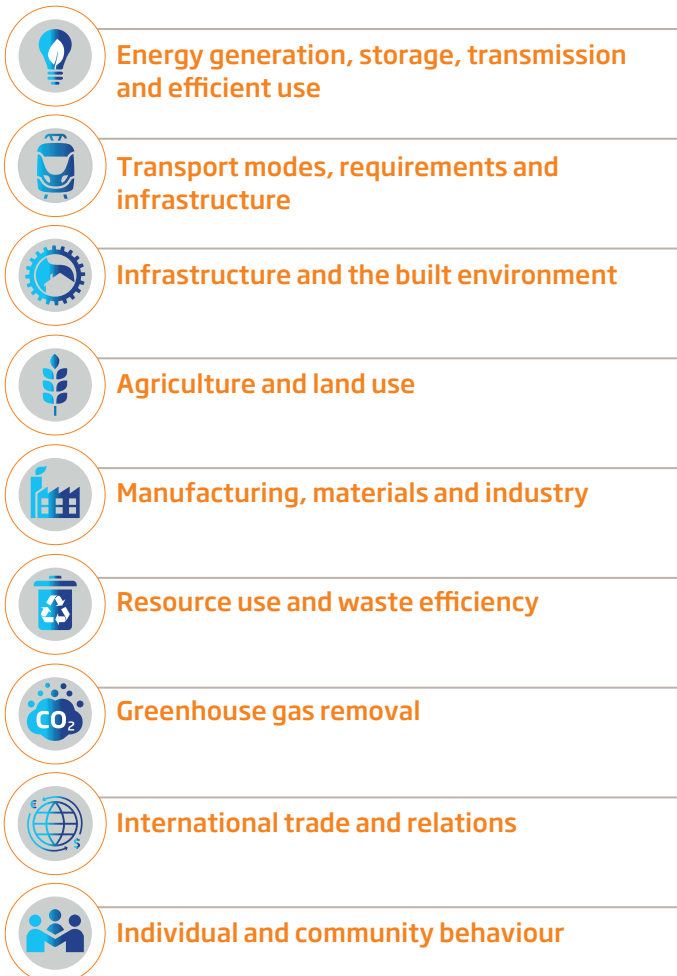 Energy generation, storage, transmission
and efficient use
Transport modes, requirements and
infrastructure
Infrastructure and the built environment
Agriculture and land use
Manufacturing, materials and industry
Resource use and waste efficiency
CO₂
Greenhouse gas removal
€
$
International trade and relations
Individual and community behaviour